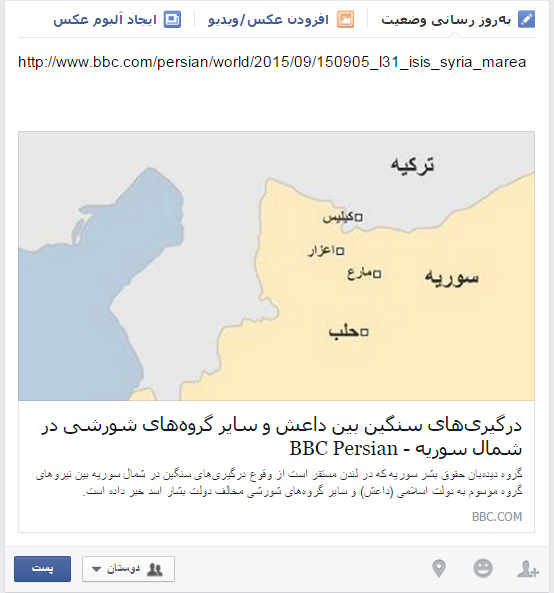 به‌روز رسانی وضعیت
افزودن عکس/ویدیو
ایجاد آلبوم عکس
http://www.bbc.com/persian/world/2015/09/150905_l31_isis_syria_marea
ترکیه
کیلیس
اعزاز
مارع
سوریه
حلب
درگیری‌های سنگین بین داعش و سایر گروه‌های شورشی در
شمال سوریه - BBC Persian
گروه دیده‌بان حقوق بشر سوریه که در لندن مستقر است از وقوع درگیری‌های سنگین در شمال سوریه بین نیروهای
گروه موسوم به دولت اسلامی (داعش) و سایر گروه‌های شورشی مخالف دولت بشار اسد خبر داده است.
BBC.COM
دوستان
پست